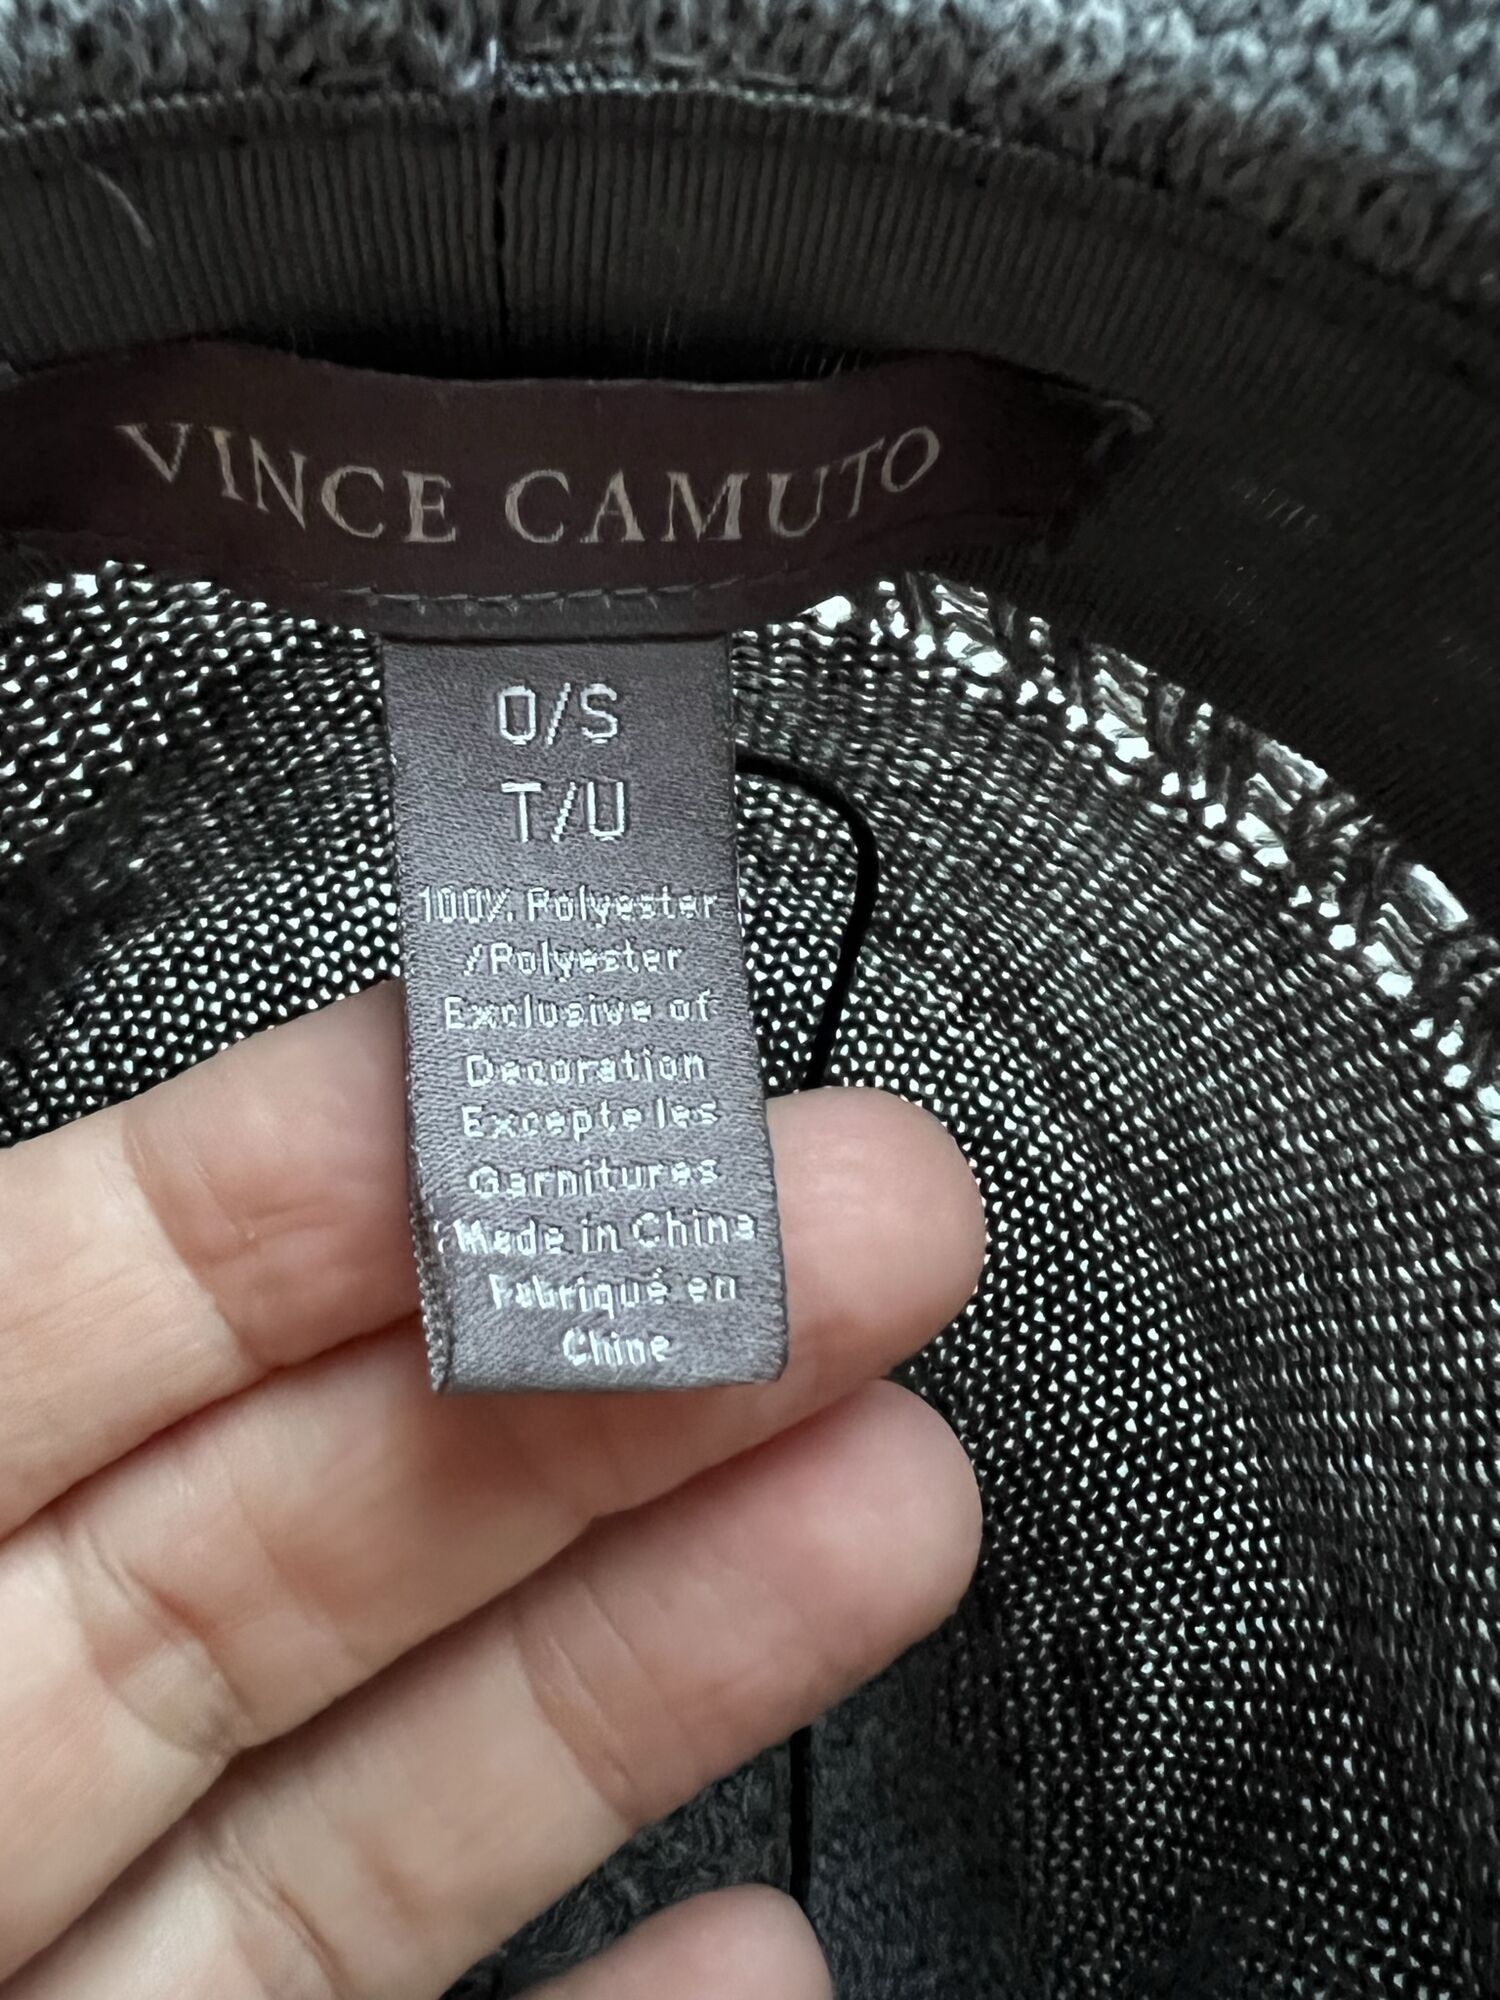 VINCE CAMUTO
O/S
T/U
100% Polyester
/Polyester
Exclusive of
Decoration
Excepte les
Garnitures
Made in China
Fabriqué en
Chine